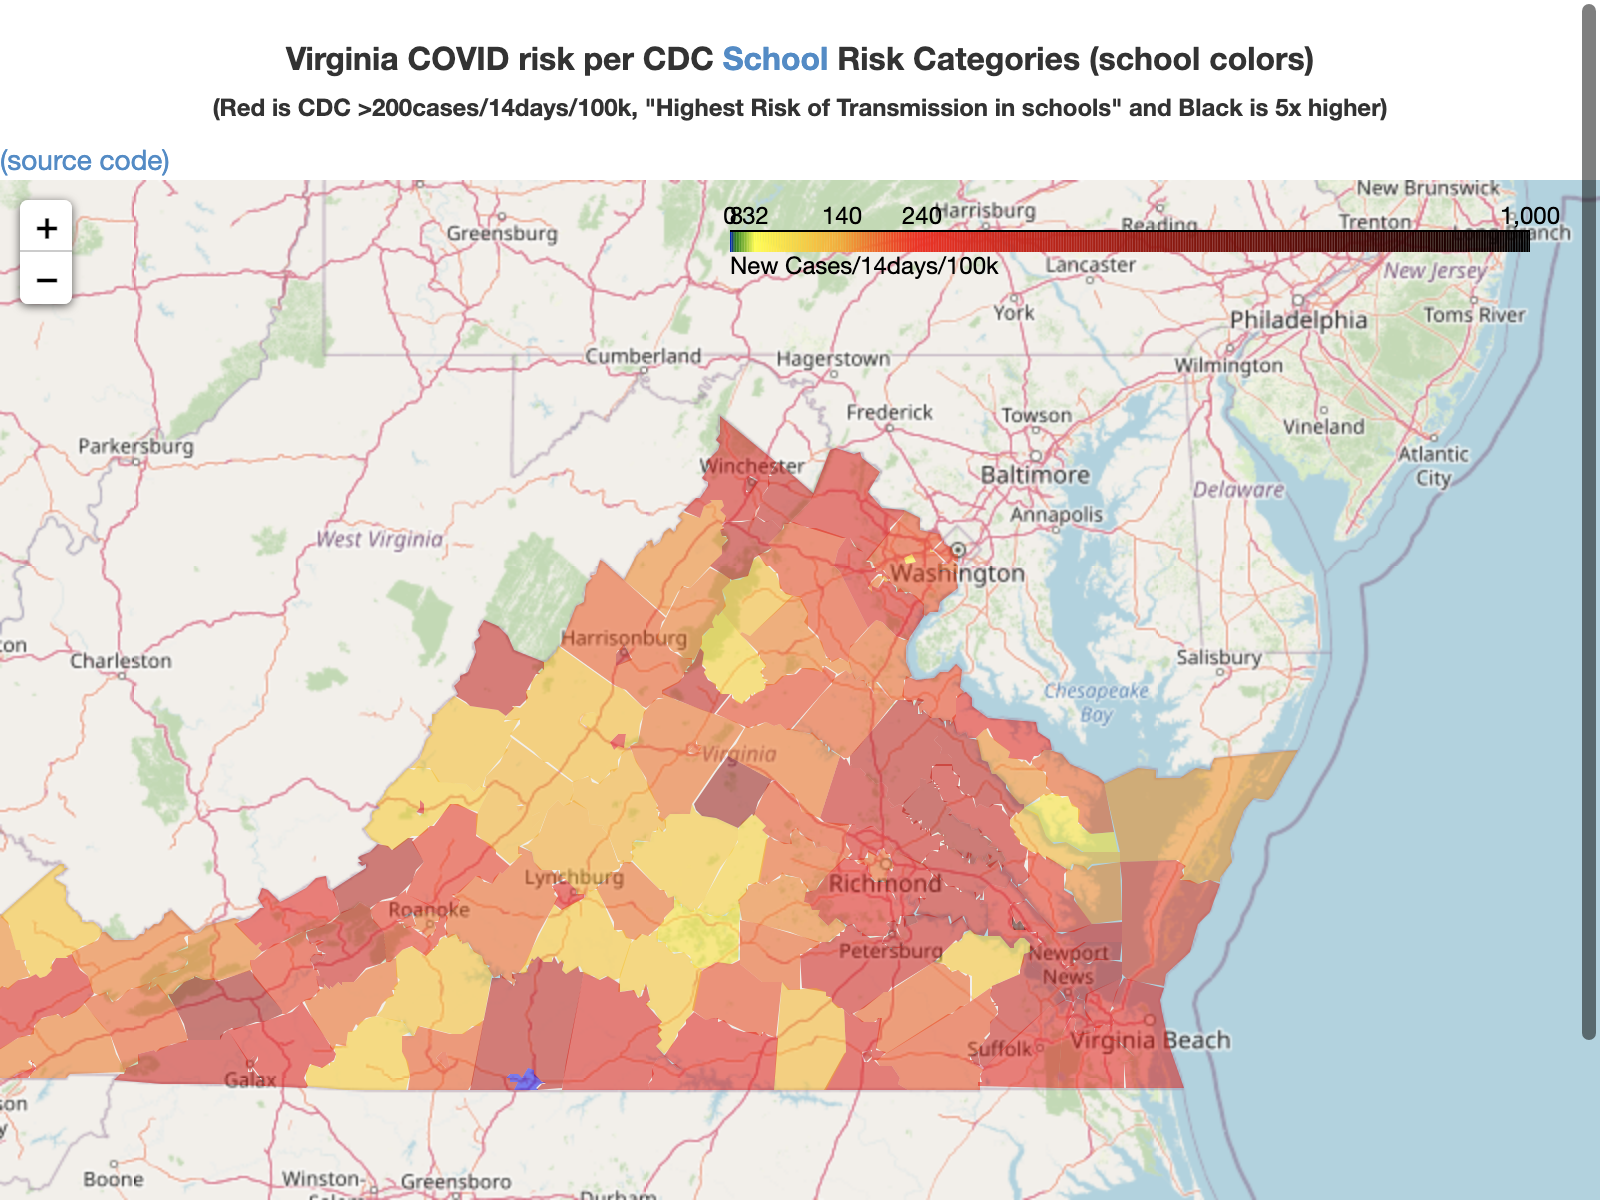 Virginia COVID risk per CDC School Risk Categories (school colors)
(Red is CDC >200cases/14days/100k, "Highest Risk of Transmission in schools" and Black is 5x higher)
(source code)
+
−
New Brunswick
0 8 32 140 240 1,000
Harrisburg
Reading
Trenton
Long Branch
Greensburg
New Cases/14days/100k
Lancaster
New Jersey
York
Philadelphia
Toms River
Cumberland
Hagerstown
Wilmington
Frederick
Towson
Vineland
Parkersburg
Atlantic
City
Winchester
Baltimore
Delaware
Annapolis
West Virginia
Washington
Harrisonburg
Charleston
Salisbury
Chesapeake
Bay
Virginia
Lynchburg
Richmond
Roanoke
Petersburg
Newport
News
Virginia Beach
Suffolk
Galax
Boone
Winston-
Greensboro
Durham